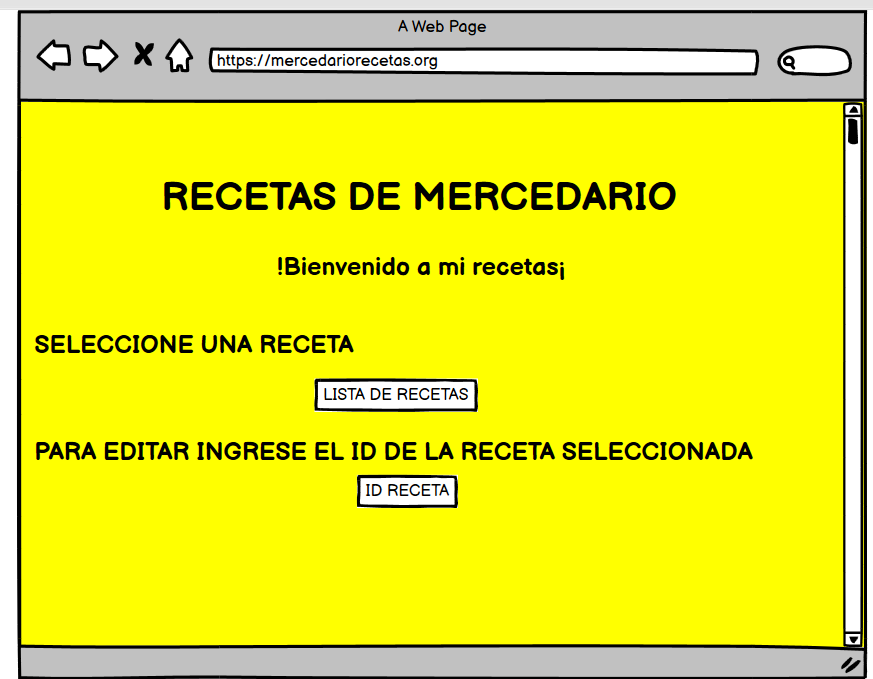 A Web Page
https://mercedariorecetas.org
RECETAS DE MERCEDARIO
!Bienvenido a mi recetas¡
SELECCIONE UNA RECETA
LISTA DE RECETAS
PARA EDITAR INGRESE EL ID DE LA RECETA SELECCIONADA
ID RECETA